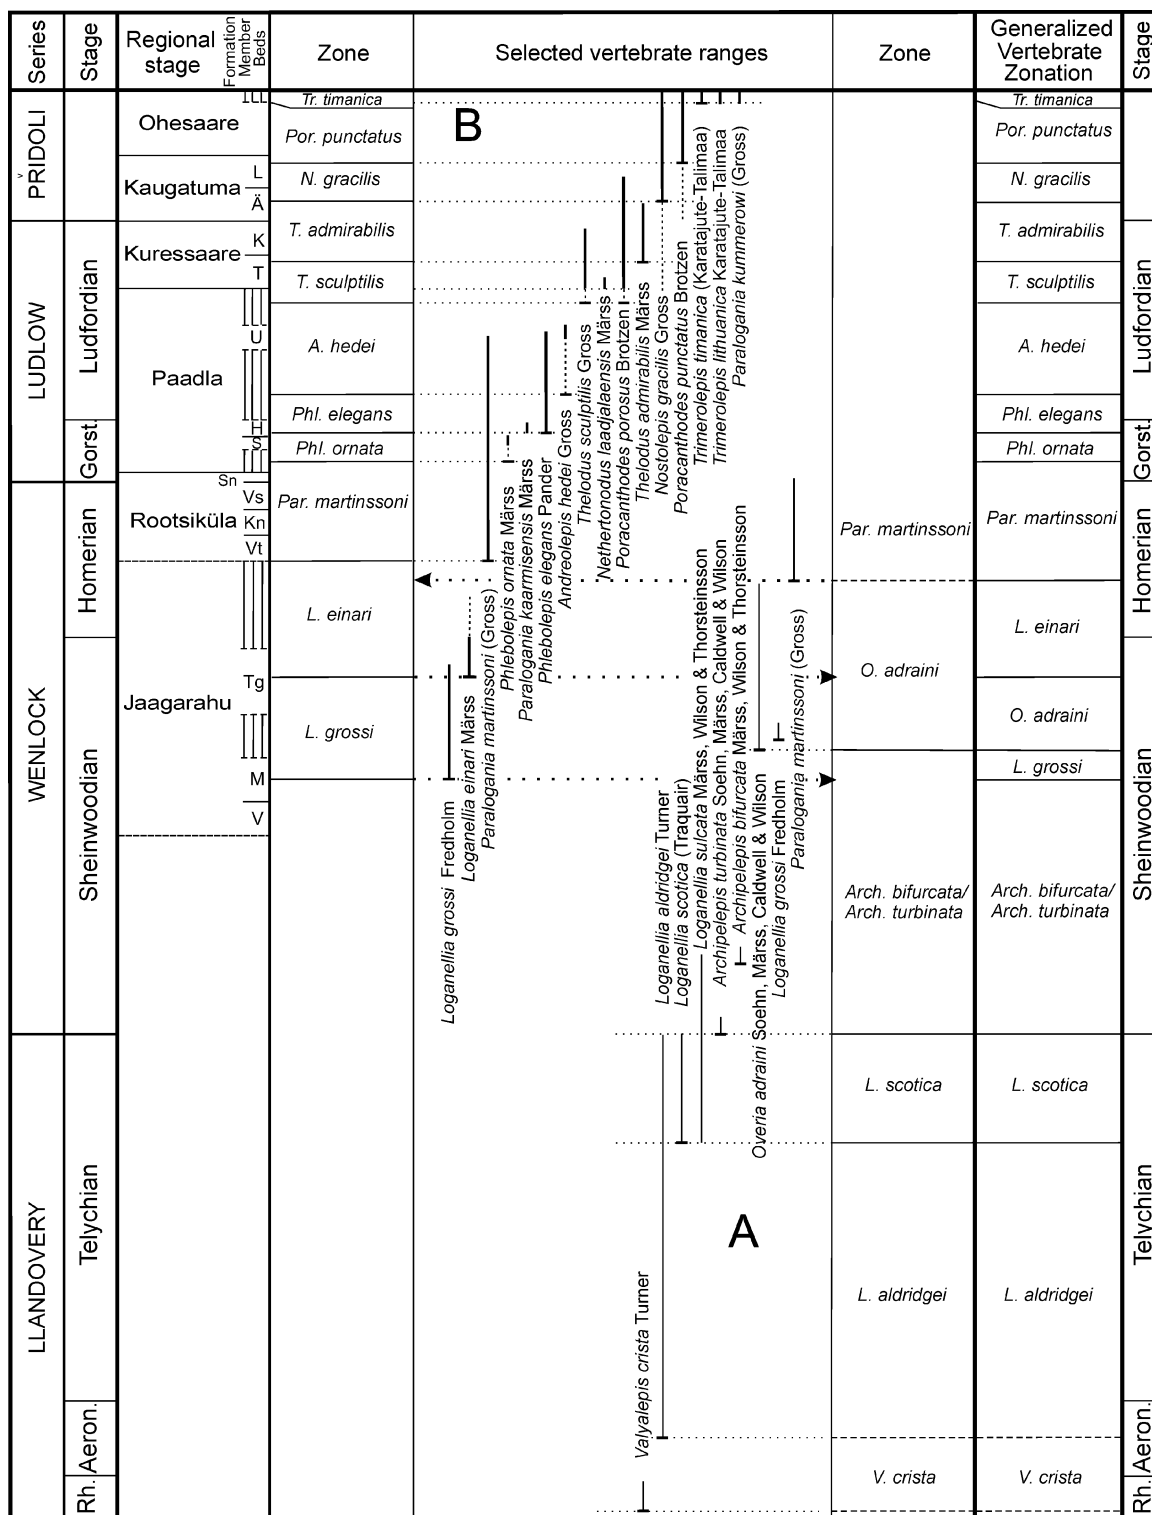 Series
Stage
Regional
stage
Formation
Member
Beds
Zone
Selected vertebrate ranges
Zone
Generalized
Vertebrate
Zonation
Stage
PŘIDOLI
LUDLOW
WENLOCK
LLANDOVERY
Ludfordian
Gorst.
Homerian
Sheinwoodian
Telychian
Aeron.
Rh.
Ohesaare
Kaugatuma
Kuressaare
Paadla
Rootsiküla
Jaagarahu
L
Ä
K
T
U
H
S
Sn
Vs
Kn
Vt
Tg
M
V
Tr. timanica
Por. punctatus
N. gracilis
T. admirabilis
T. sculptilis
A. hedei
Phl. elegans
Phl. ornata
Par. martinssoni
L. einari
L. grossi
B
Loganellia grossi Fredholm
Loganellia einari Märss
Paralogania martinssoni (Gross)
Phlebolepis ornata Märss
Paralogania kaarmisensis Märss
Phlebolepis elegans Pander
Andreolepis hedei Gross
Thelodus sculptilis Gross
Nethertonodus laadjalaensis Märss
Poracanthodes porosus Brotzen
Thelodus admirabilis Märss
Nostolepis gracilis Gross
Poracanthodes punctatus Brotzen
Trimerolepis timanica (Karatajute-Talimaa)
Trimerolepis lithuanica Karatajute-Talimaa
Paralogania kummerowi (Gross)
A
Valyalepis crista Turner
Loganellia aldridgei Turner
Loganellia scotica (Traquair)
Loganellia sulcata Märss, Wilson & Thorsteinsson
Archipelepis turbinata Soehn, Märss, Caldwell & Wilson
Archipelepis bifurcata Märss, Wilson & Thorsteinsson
Overia adraini Soehn, Märss, Caldwell & Wilson
Loganellia grossi Fredholm
Paralogania martinssoni (Gross)
Par. martinssoni
O. adraini
Arch. bifurcata/
Arch. turbinata
L. scotica
L. aldridgei
V. crista
Tr. timanica
Por. punctatus
N. gracilis
T. admirabilis
T. sculptilis
A. hedei
Phl. elegans
Phl. ornata
Par. martinssoni
L. einari
O. adraini
L. grossi
Arch. bifurcata/
Arch. turbinata
L. scotica
L. aldridgei
V. crista
Ludfordian
Gorst.
Homerian
Sheinwoodian
Telychian
Aeron.
Rh.